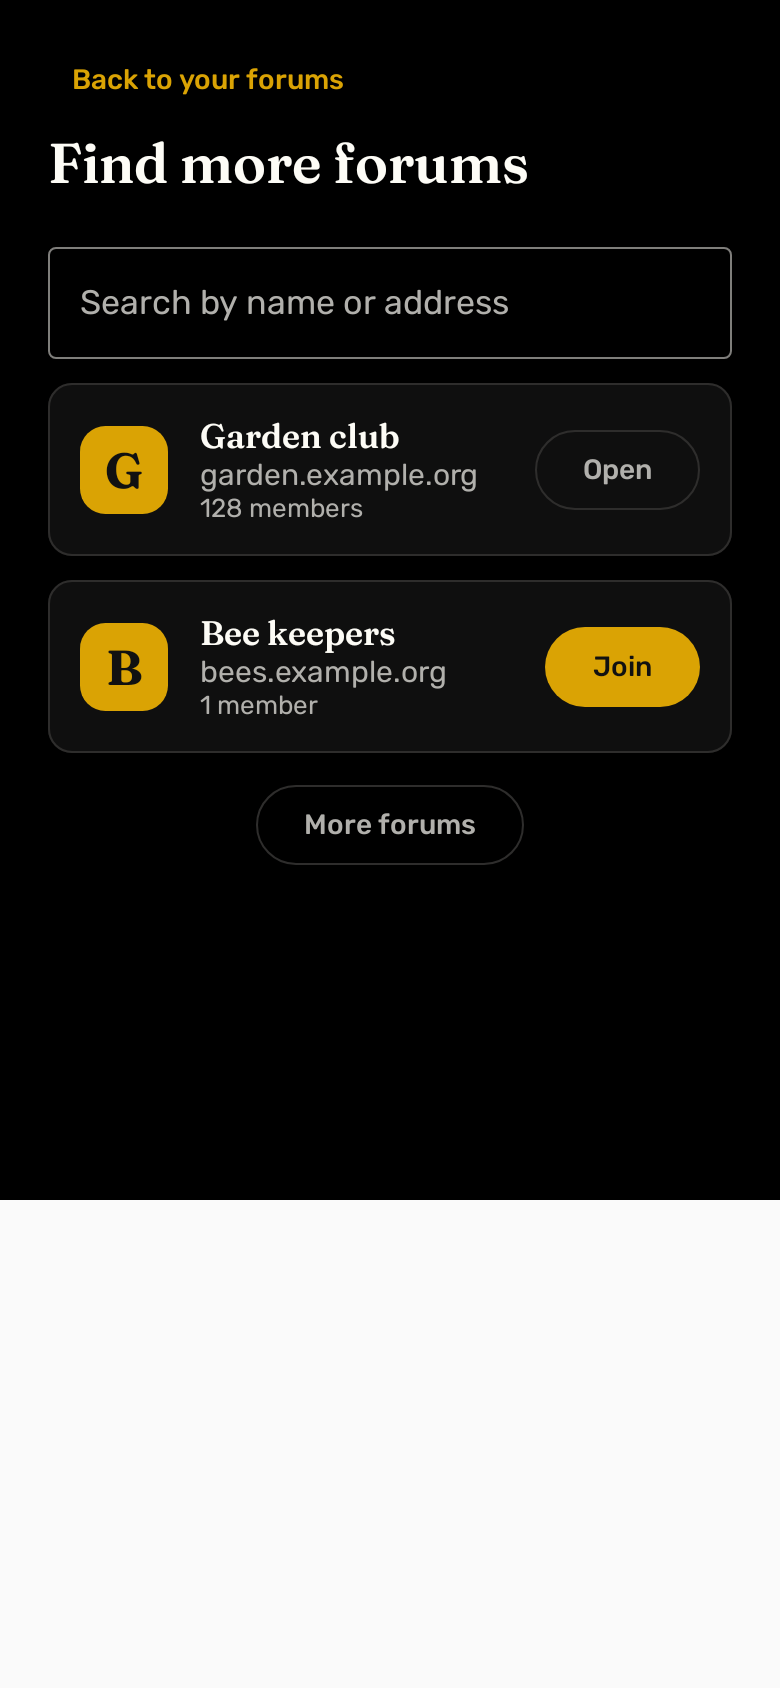 Back to your forums
Find more forums
Search by name or address
G
Garden club
garden.example.org
128 members
Open
B
Bee keepers
bees.example.org
1 member
Join
More forums